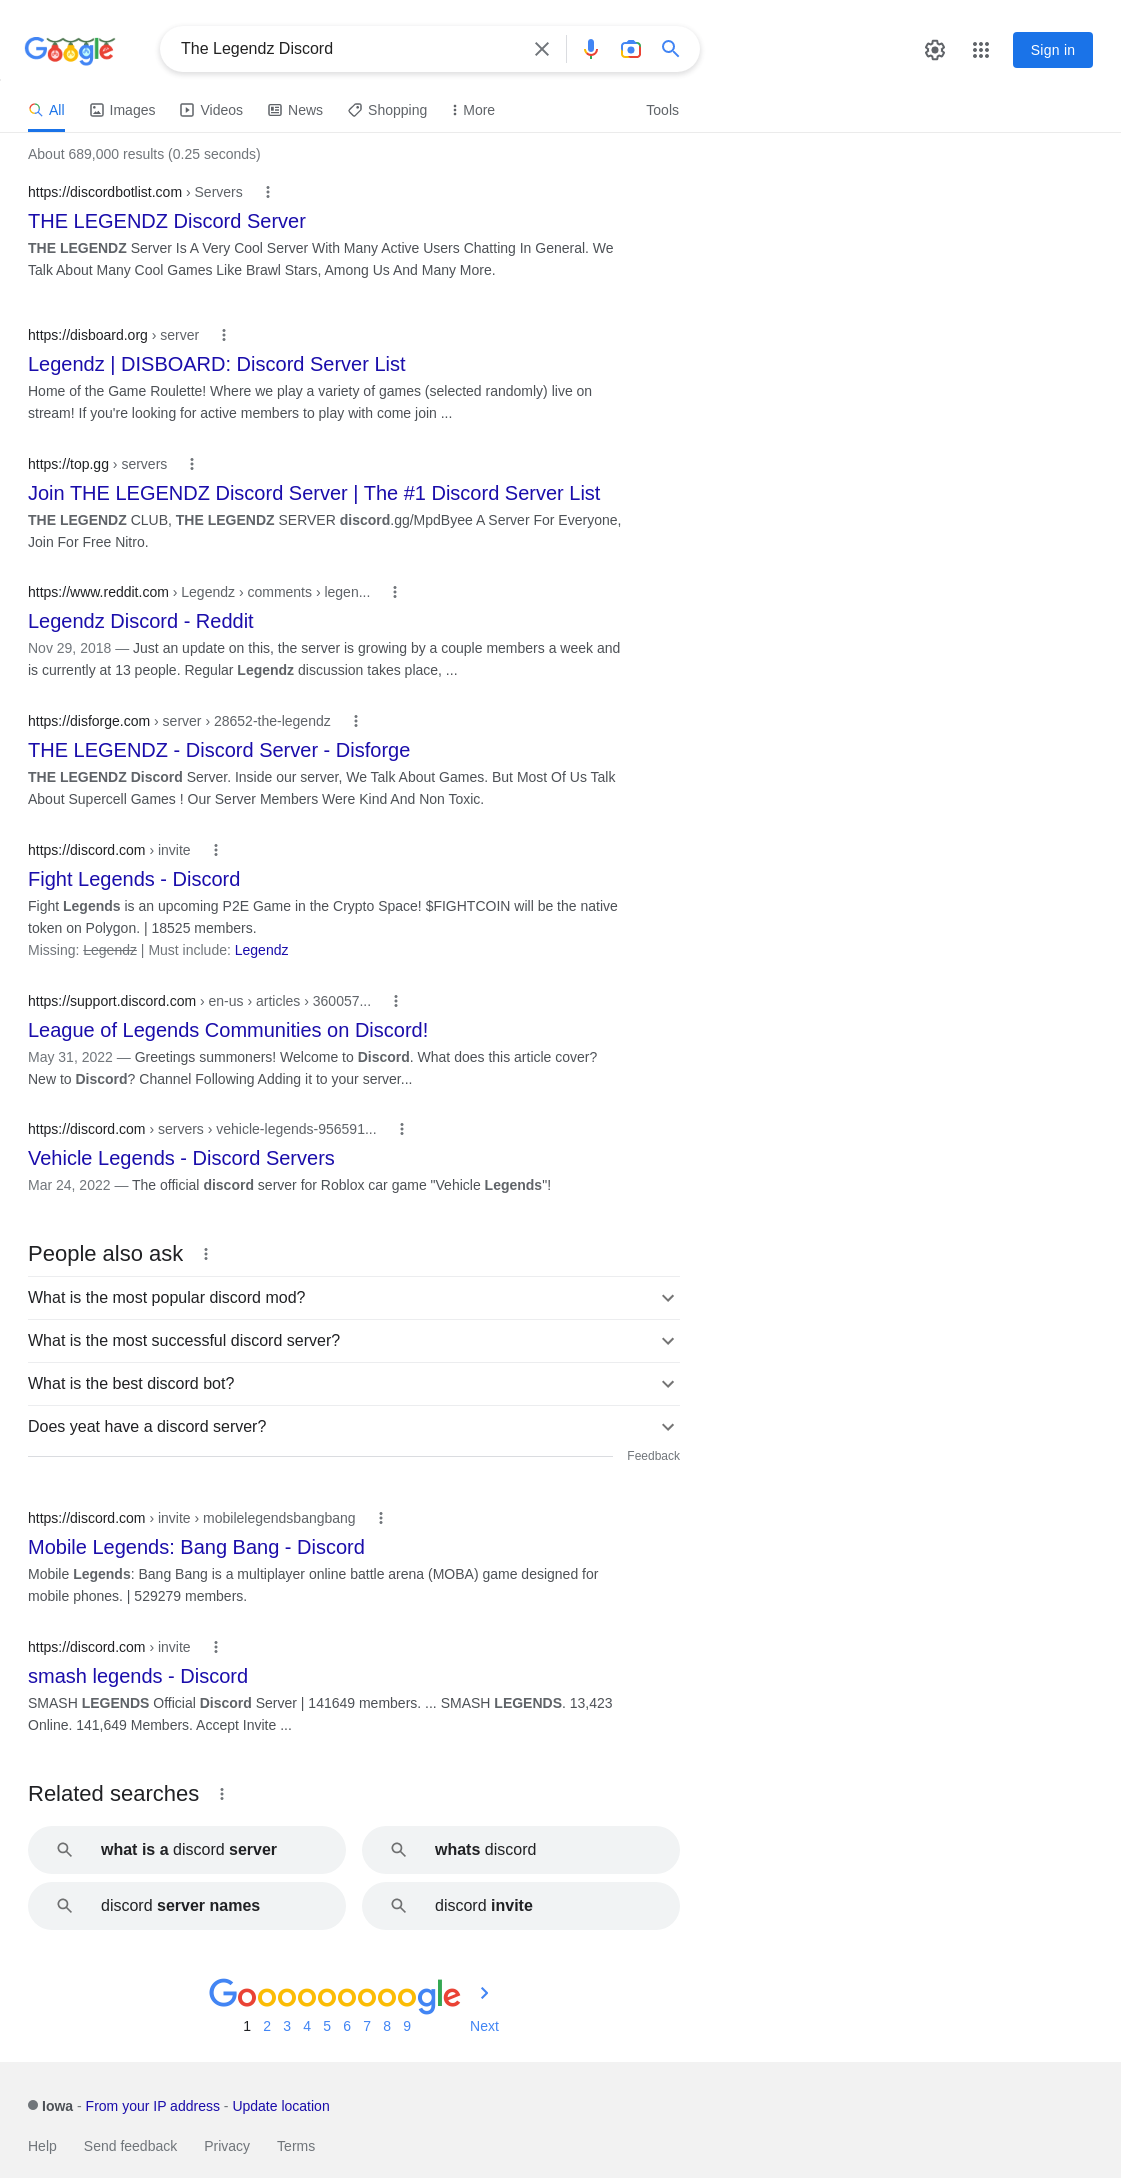 Google
The Legendz Discord
Sign in
All
Images
Videos
News
Shopping
More
Tools
About 689,000 results (0.25 seconds)
https://discordbotlist.com › Servers
THE LEGENDZ Discord Server
THE LEGENDZ Server Is A Very Cool Server With Many Active Users Chatting In General. We
Talk About Many Cool Games Like Brawl Stars, Among Us And Many More.
https://disboard.org › server
Legendz | DISBOARD: Discord Server List
Home of the Game Roulette! Where we play a variety of games (selected randomly) live on
stream! If you're looking for active members to play with come join ...
https://top.gg › servers
Join THE LEGENDZ Discord Server | The #1 Discord Server List
THE LEGENDZ CLUB, THE LEGENDZ SERVER discord.gg/MpdByee A Server For Everyone,
Join For Free Nitro.
https://www.reddit.com › Legendz › comments › legen...
Legendz Discord - Reddit
Nov 29, 2018 — Just an update on this, the server is growing by a couple members a week and
is currently at 13 people. Regular Legendz discussion takes place, ...
https://disforge.com › server › 28652-the-legendz
THE LEGENDZ - Discord Server - Disforge
THE LEGENDZ Discord Server. Inside our server, We Talk About Games. But Most Of Us Talk
About Supercell Games ! Our Server Members Were Kind And Non Toxic.
https://discord.com › invite
Fight Legends - Discord
Fight Legends is an upcoming P2E Game in the Crypto Space! $FIGHTCOIN will be the native
token on Polygon. | 18525 members.
Missing: Legendz | Must include: Legendz
https://support.discord.com › en-us › articles › 360057...
League of Legends Communities on Discord!
May 31, 2022 — Greetings summoners! Welcome to Discord. What does this article cover?
New to Discord? Channel Following Adding it to your server...
https://discord.com › servers › vehicle-legends-956591...
Vehicle Legends - Discord Servers
Mar 24, 2022 — The official discord server for Roblox car game "Vehicle Legends"!
People also ask
What is the most popular discord mod?
What is the most successful discord server?
What is the best discord bot?
Does yeat have a discord server?
Feedback
https://discord.com › invite › mobilelegendsbangbang
Mobile Legends: Bang Bang - Discord
Mobile Legends: Bang Bang is a multiplayer online battle arena (MOBA) game designed for
mobile phones. | 529279 members.
https://discord.com › invite
smash legends - Discord
SMASH LEGENDS Official Discord Server | 141649 members. ... SMASH LEGENDS. 13,423
Online. 141,649 Members. Accept Invite ...
Related searches
what is a discord server
whats discord
discord server names
discord invite
Goooooooooogle
1 2 3 4 5 6 7 8 9 Next
Iowa - From your IP address - Update location
Help Send feedback Privacy Terms